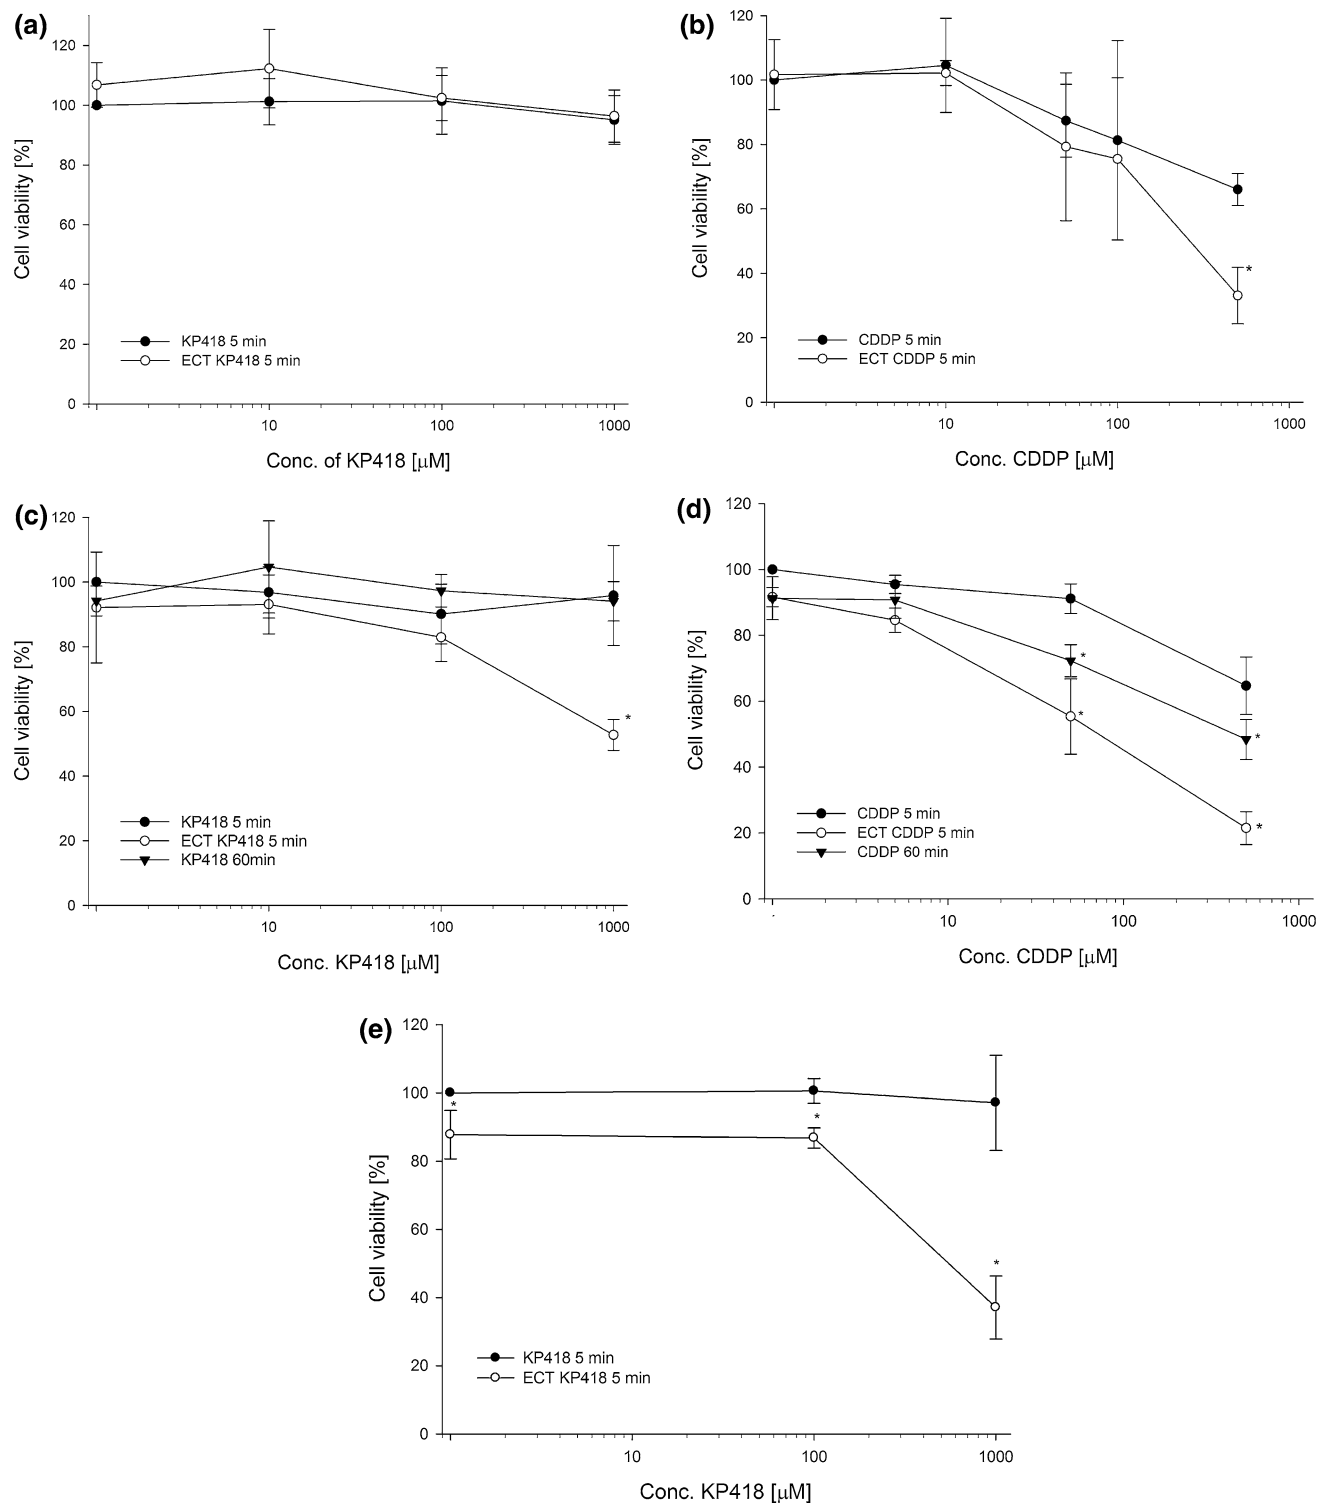 (a)
120
100
80
60
40
20
0
Cell viability [%]
KP418 5 min
ECT KP418 5 min
10 100 1000
Conc. of KP418 [μM]
(b)
120
100
80
60
40
20
0
Cell viability [%]
*
CDDP 5 min
ECT CDDP 5 min
10 100 1000
Conc. CDDP [μM]
(c)
120
100
80
60
40
20
0
Cell viability [%]
*
KP418 5 min
ECT KP418 5 min
KP418 60min
10 100 1000
Conc. KP418 [μM]
(d)
120
100
80
60
40
20
0
Cell viability [%]
*
*
*
*
CDDP 5 min
ECT CDDP 5 min
CDDP 60 min
10 100 1000
Conc. CDDP [μM]
(e)
120
100
80
60
40
20
0
Cell viability [%]
*
*
*
KP418 5 min
ECT KP418 5 min
10 100 1000
Conc. KP418 [μM]